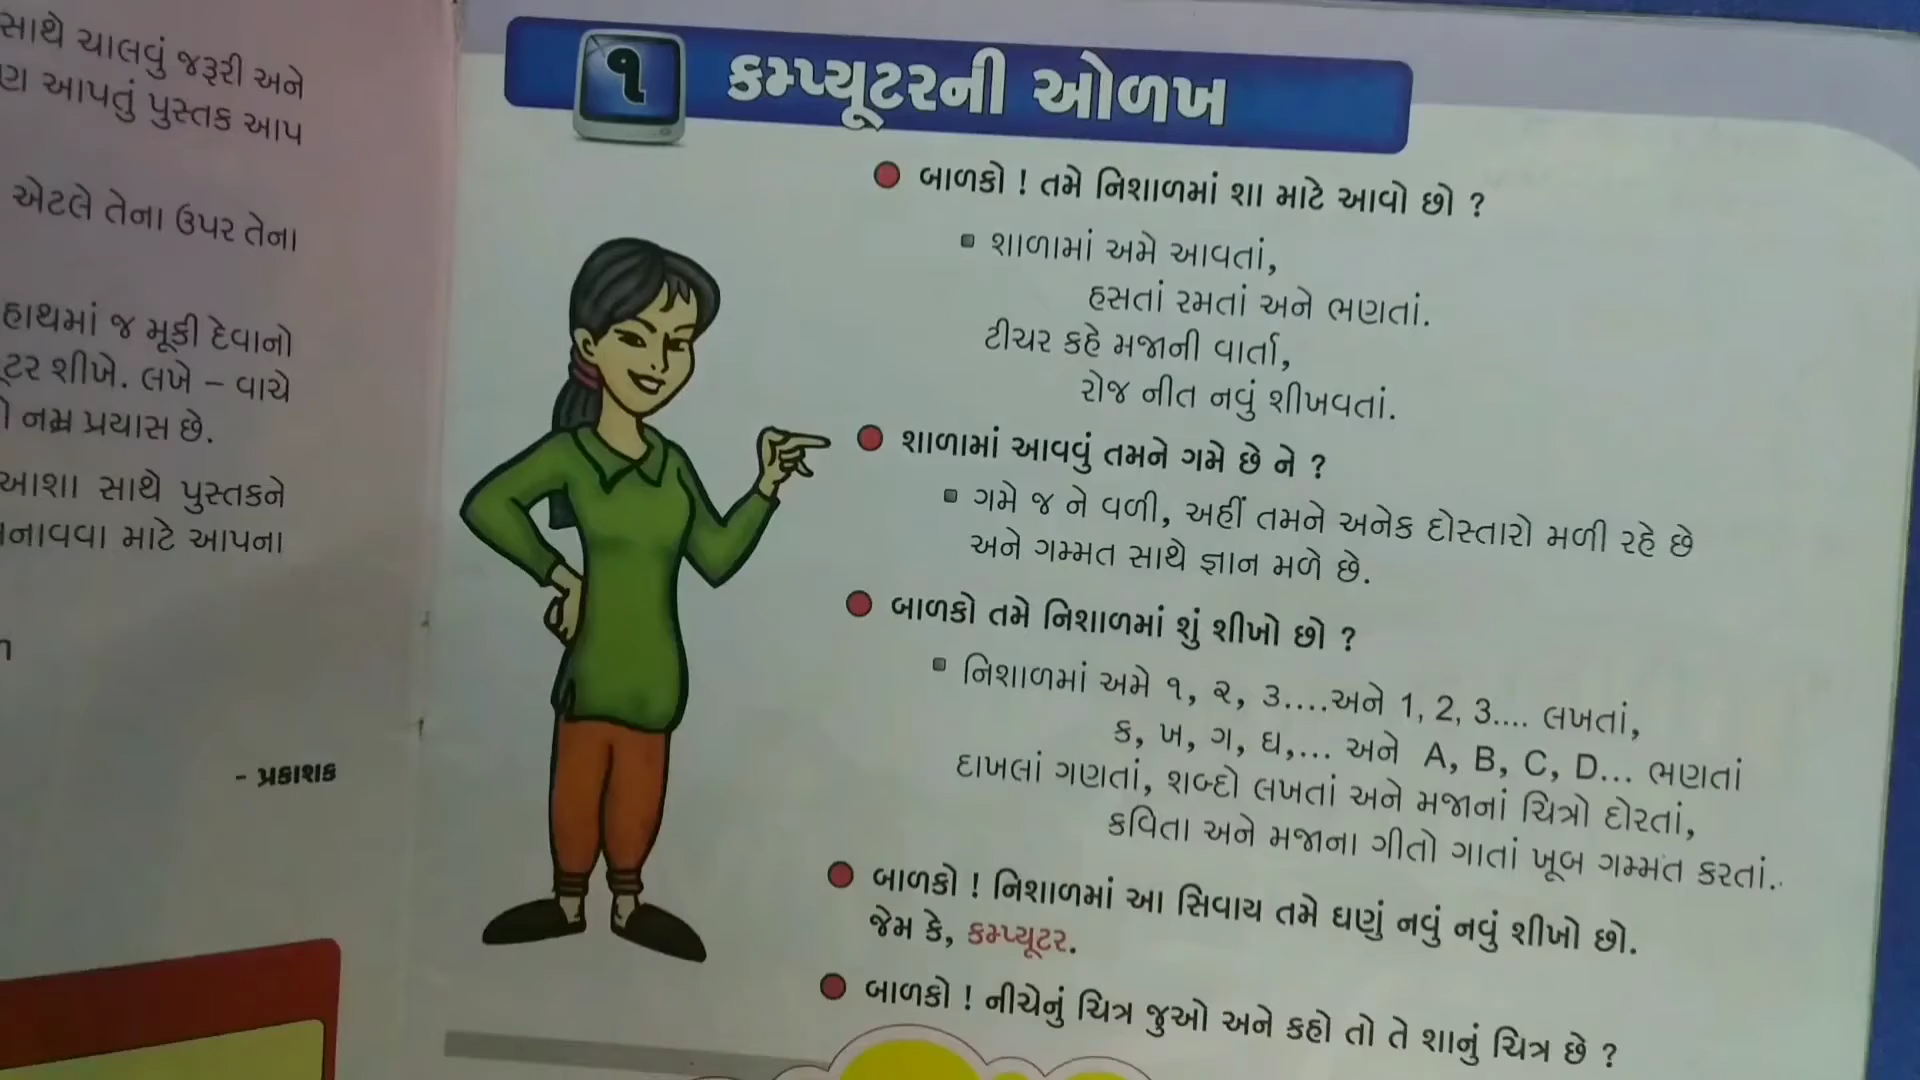 સાથે ચાલવું જરૂરી અને
આપતું પુસ્તક આપ
એટલે તેના ઉપર તેના
હાથમાં જ મૂકી દેવાનો
શીખે. લખે – વાચે
નમ્ર પ્રયાસ છે.
આશા સાથે પુસ્તકને
માટે આપના
- પ્રકાશક
૧ કમ્પ્યૂટરની ઓળખ
બાળકો ! તમે નિશાળમાં શા માટે આવો છો ?
શાળામાં અમે આવતાં,
હસતાં રમતાં અને ભણતાં.
ટીચર કહે મજાની વાર્તા,
રોજ નીત નવું શીખવતાં.
શાળામાં આવવું તમને ગમે છે ને ?
ગમે જ ને વળી, અહીં તમને અનેક દોસ્તારો મળી રહે છે
અને ગમ્મત સાથે જ્ઞાન મળે છે.
બાળકો તમે નિશાળમાં શું શીખો છો ?
નિશાળમાં અમે ૧, ૨, ૩....અને 1, 2, 3.... લખતાં,
ક, ખ, ગ, ઘ,... અને A, B, C, D... ભણતાં
દાખલાં ગણતાં, શબ્દો લખતાં અને મજાનાં ચિત્રો દોરતાં,
કવિતા અને મજાના ગીતો ગાતાં ખૂબ ગમ્મત કરતાં.
બાળકો ! નિશાળમાં આ સિવાય તમે ઘણું નવું નવું શીખો છો.
જેમ કે, કમ્પ્યૂટર.
બાળકો ! નીચેનું ચિત્ર જુઓ અને કહો તો તે શાનું ચિત્ર છે ?